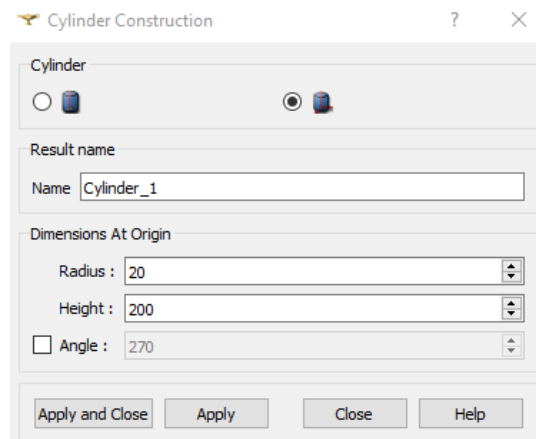 Cylinder Construction ?
Cylinder
Result name
Name Cylinder_1
Dimensions At Origin
Radius : 20
Height : 200
Angle : 270
Apply and Close Apply Close Help